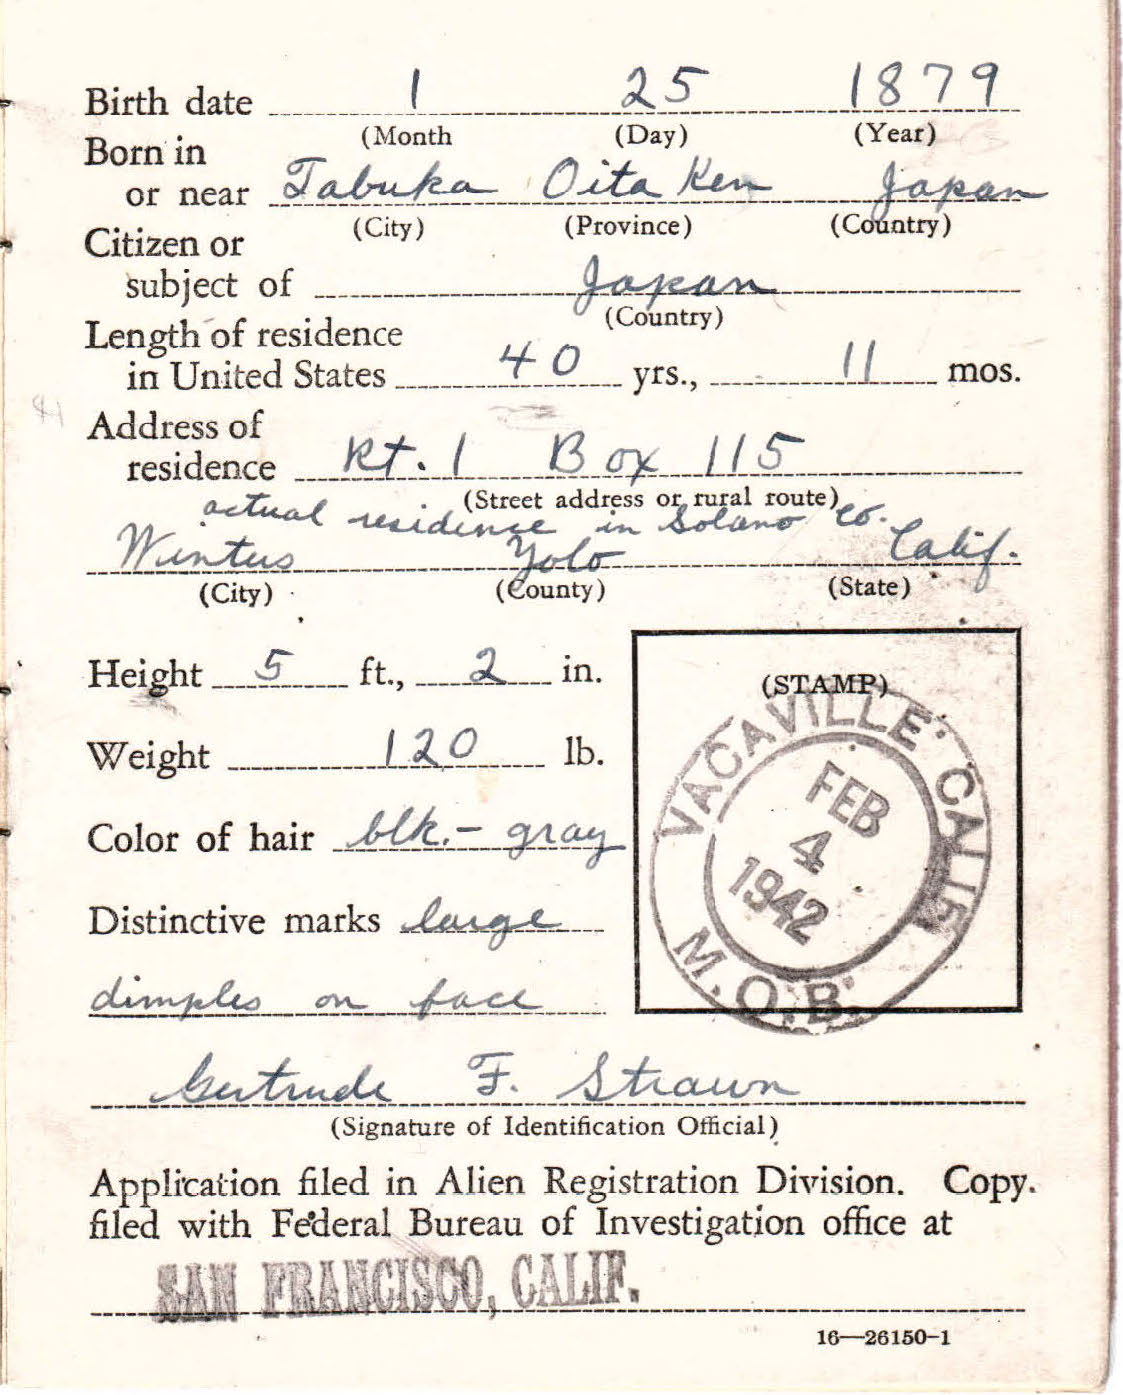 Birth date 1 25 1879
(Month (Day) (Year)
Born in
or near Tabuka Oita Ken Japan
(City) (Province) (Country)
Citizen or
subject of Japan
(Country)
Length of residence
in United States 40 yrs., 11 mos.
Address of
residence Rt. 1 Box 115
(Street address or rural route)
actual residence in Solano Co.
Winters Yolo Calif.
(City) (County) (State)
Height 5 ft., 2 in.
Weight 120 lb.
Color of hair blk. - gray
Distinctive marks large
dimples on face
(STAMP)
VACAVILLE CALIF
FEB
4
1942
M.O.B.
Gertrude F. Strawn
(Signature of Identification Official)
Application filed in Alien Registration Division. Copy.
filed with Federal Bureau of Investigation office at
SAN FRANCISCO, CALIF.
16—26150-1